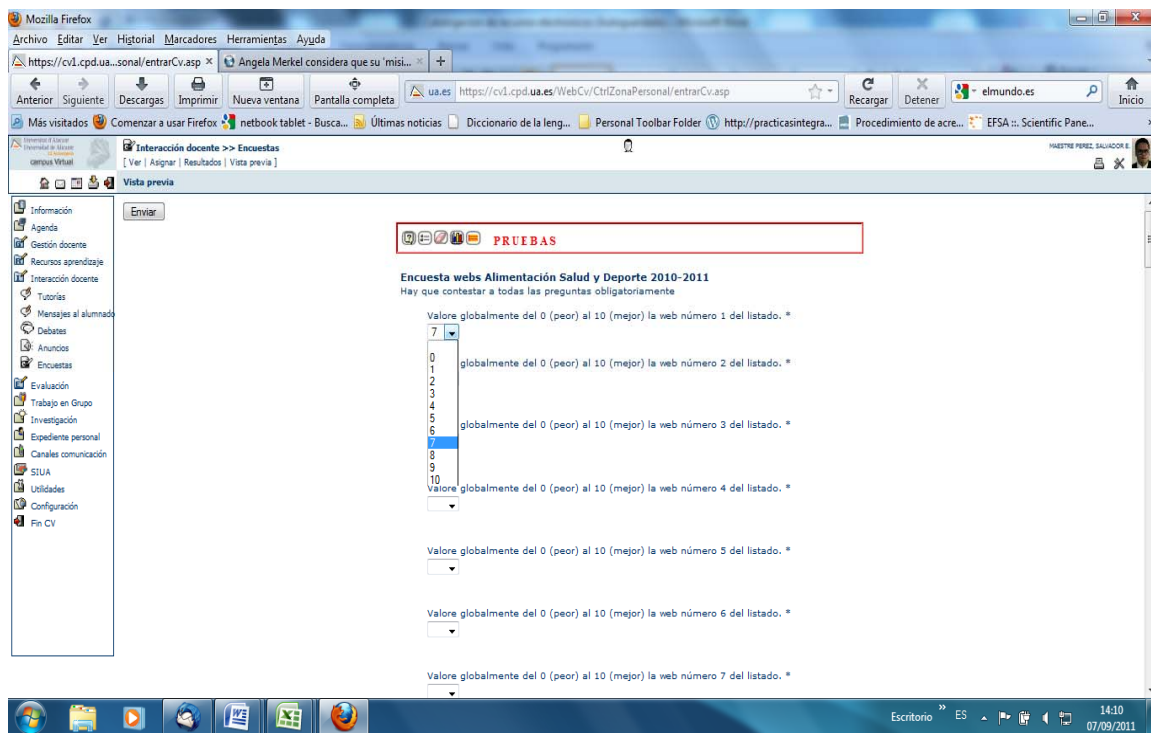 Mozilla Firefox
Archivo Editar Ver Historial Marcadores Herramientas Ayuda
https://cv1.cpd.ua...sonal/entrarCv.asp × Angela Merkel considera que su 'misi... × +
Anterior Siguiente Descargas Imprimir Nueva ventana Pantalla completa ua.es https://cv1.cpd.ua.es/WebCv/CtrlZonaPersonal/entrarCv.asp Recargar Detener elmundo.es Inicio
Más visitados Comenzar a usar Firefox netbook tablet - Busca... Últimas noticias Diccionario de la leng... Personal Toolbar Folder http://practicasintegra... Procedimiento de acre... EFSA ::. Scientific Pane... »
campus Virtual
Interacción docente >> Encuestas
[ Ver | Asignar | Resultados | Vista previa ]
MAESTRE PEREZ, SALVADOR E.
Vista previa
Información
Agenda
Gestión docente
Recursos aprendizaje
Interacción docente
Tutorías
Mensajes al alumnado
Debates
Anuncios
Encuestas
Evaluación
Trabajo en Grupo
Investigación
Expediente personal
Canales comunicación
SIUA
Utilidades
Configuración
Fin CV
Enviar
PRUEBAS
Encuesta webs Alimentación Salud y Deporte 2010-2011
Hay que contestar a todas las preguntas obligatoriamente
Valore globalmente del 0 (peor) al 10 (mejor) la web número 1 del listado. *
7
0
1
2
3
4
5
6
7
8
9
10
globalmente del 0 (peor) al 10 (mejor) la web número 2 del listado. *
globalmente del 0 (peor) al 10 (mejor) la web número 3 del listado. *
Valore globalmente del 0 (peor) al 10 (mejor) la web número 4 del listado. *
Valore globalmente del 0 (peor) al 10 (mejor) la web número 5 del listado. *
Valore globalmente del 0 (peor) al 10 (mejor) la web número 6 del listado. *
Valore globalmente del 0 (peor) al 10 (mejor) la web número 7 del listado. *
Escritorio » ES
14:10
07/09/2011